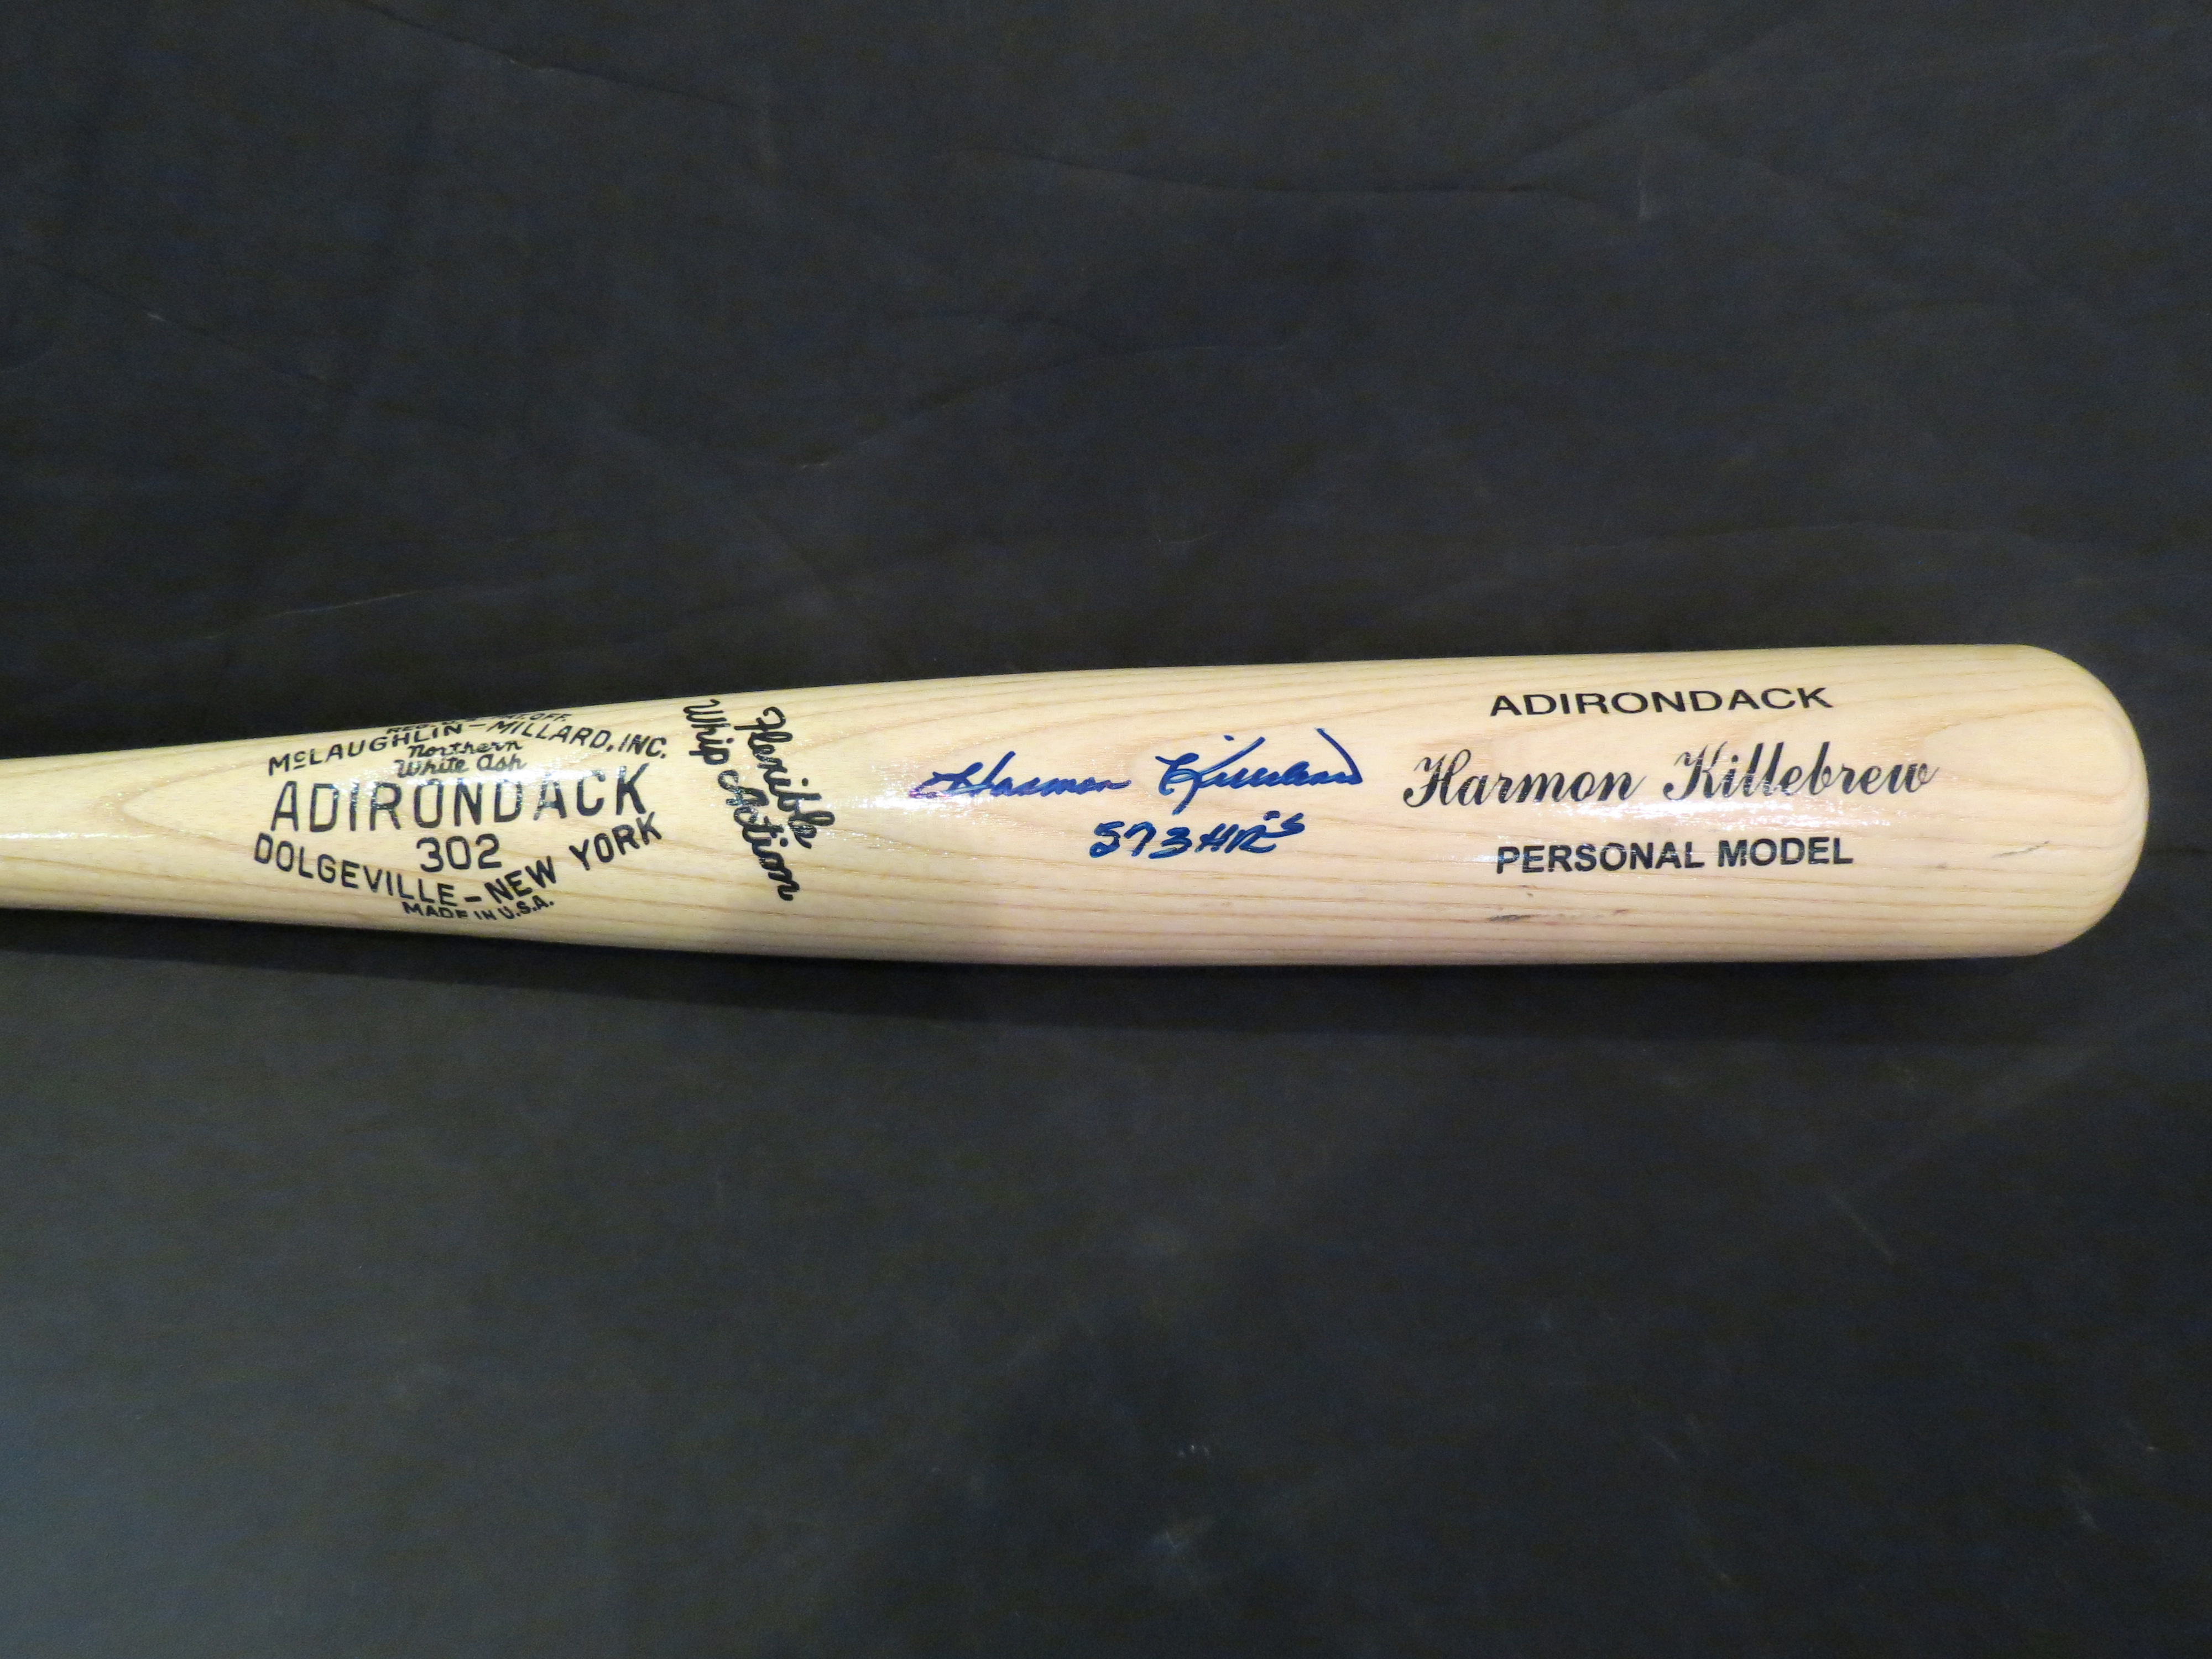 McLAUGHLIN-MILLARD, INC.
Northern
White Ash
ADIRONDACK
302
DOLGEVILLE-NEW YORK
MADE IN U.S.A.
Flexible
Whip Action
Harmon Killebrew
573 HR's
ADIRONDACK
Harmon Killebrew
PERSONAL MODEL